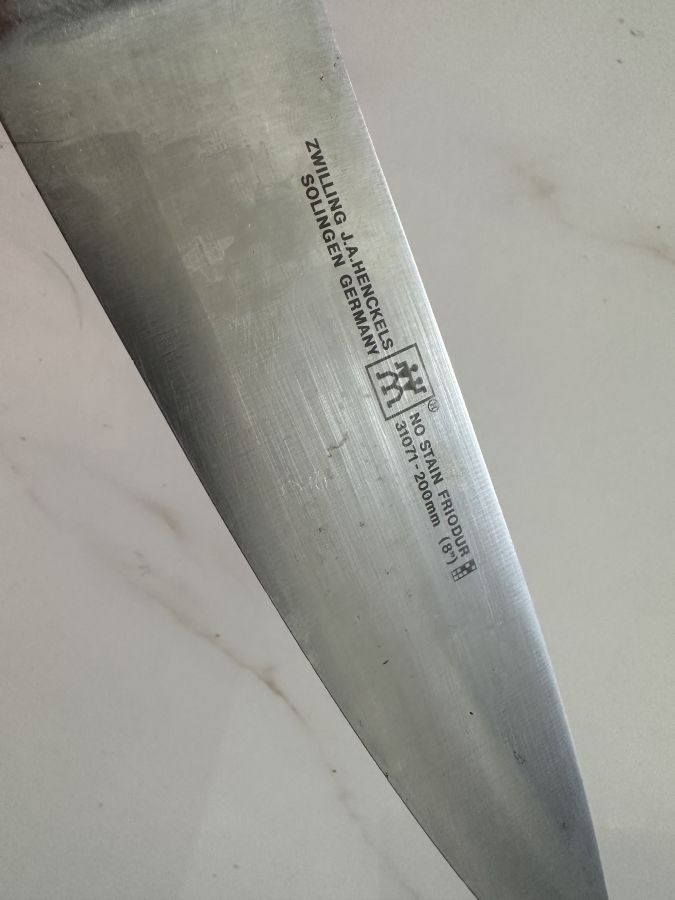 ZWILLING J.A.HENCKELS
SOLINGEN GERMANY
®
NO STAIN FRIODUR
31071-200mm (8")